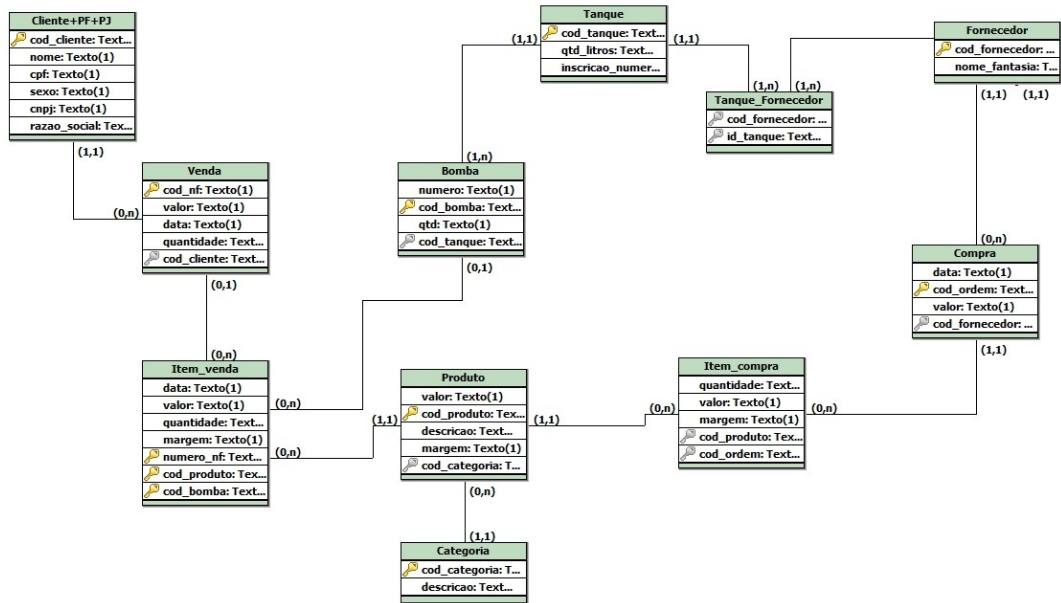 Cliente+PF+PJ
cod_cliente: Text...
nome: Texto(1)
cpf: Texto(1)
sexo: Texto(1)
cnpj: Texto(1)
razao_social: Tex...
(1,1)
Tanque
cod_tanque: Text...
qtd_litros: Text...
inscricao_numer...
(1,1)
(1,1)
Fornecedor
cod_fornecedor: ...
nome_fantasia: T...
(1,1)
(1,1)
(1,n)
(1,n)
Tanque_Fornecedor
cod_fornecedor: ...
id_tanque: Text...
Venda
cod_nf: Texto(1)
valor: Texto(1)
data: Texto(1)
quantidade: Text...
cod_cliente: Text...
(0,n)
(0,1)
(1,n)
Bomba
numero: Texto(1)
cod_bomba: Text...
qtd: Texto(1)
cod_tanque: Text...
(0,1)
(0,n)
Compra
data: Texto(1)
cod_ordem: Text...
valor: Texto(1)
cod_fornecedor: ...
(1,1)
(0,n)
Item_venda
data: Texto(1)
valor: Texto(1)
quantidade: Text...
margem: Texto(1)
numero_nf: Text...
cod_produto: Tex...
cod_bomba: Text...
(0,n)
(0,n)
(1,1)
Produto
valor: Texto(1)
cod_produto: Tex...
descricao: Text...
margem: Texto(1)
cod_categoria: T...
(1,1)
(0,n)
(0,n)
Item_compra
quantidade: Text...
valor: Texto(1)
margem: Texto(1)
cod_produto: Tex...
cod_ordem: Text...
(0,n)
(1,1)
Categoria
cod_categoria: T...
descricao: Text...